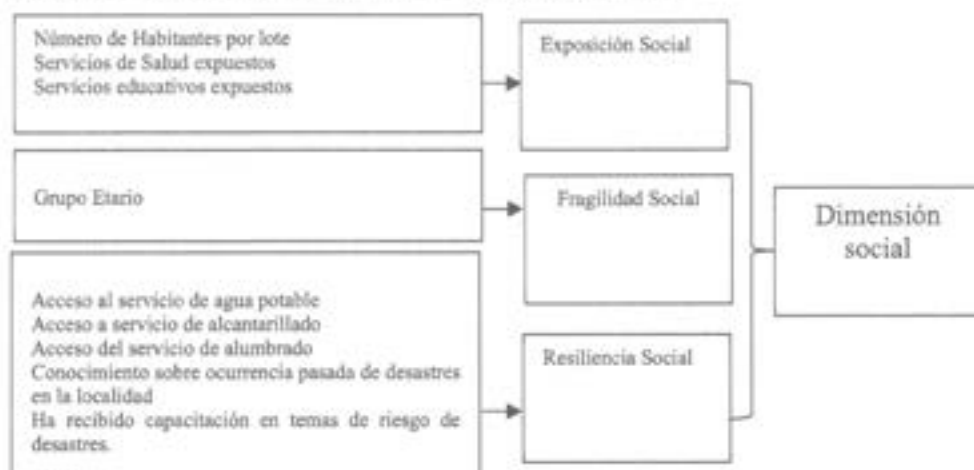 Número de Habitantes por lote
Servicios de Salud expuestos
Servicios educativos expuestos
Exposición Social
Grupo Etario
Fragilidad Social
Dimensión
social
Acceso al servicio de agua potable
Acceso a servicio de alcantarillado
Acceso del servicio de alumbrado
Conocimiento sobre ocurrencia pasada de desastres
en la localidad
Ha recibido capacitación en temas de riesgo de
desastres.
Resiliencia Social